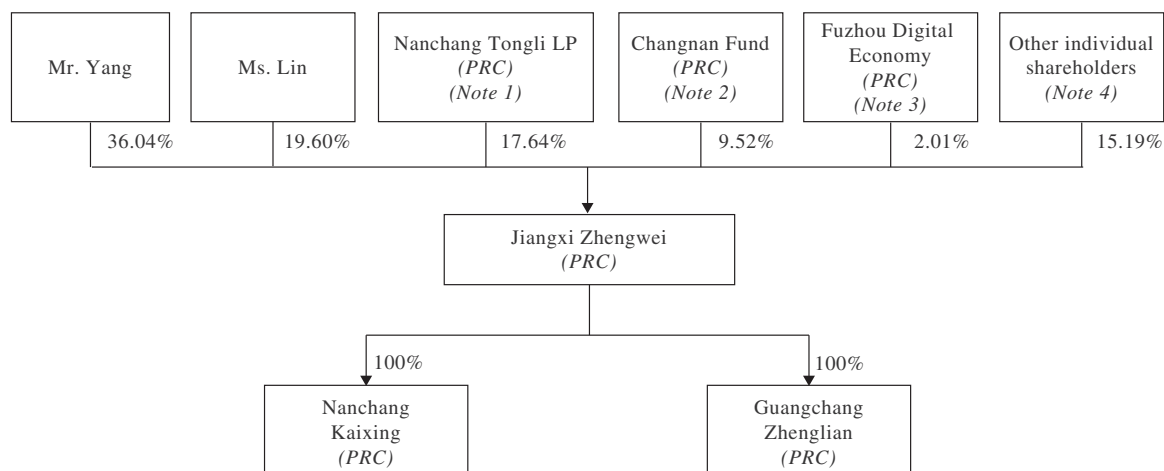 Mr. Yang
Ms. Lin
Nanchang Tongli LP
(PRC)
(Note 1)
Changnan Fund
(PRC)
(Note 2)
Fuzhou Digital
Economy
(PRC)
(Note 3)
Other individual
shareholders
(Note 4)
36.04%
19.60%
17.64%
9.52%
2.01%
15.19%
Jiangxi Zhengwei
(PRC)
100%
100%
Nanchang
Kaixing
(PRC)
Guangchang
Zhenglian
(PRC)